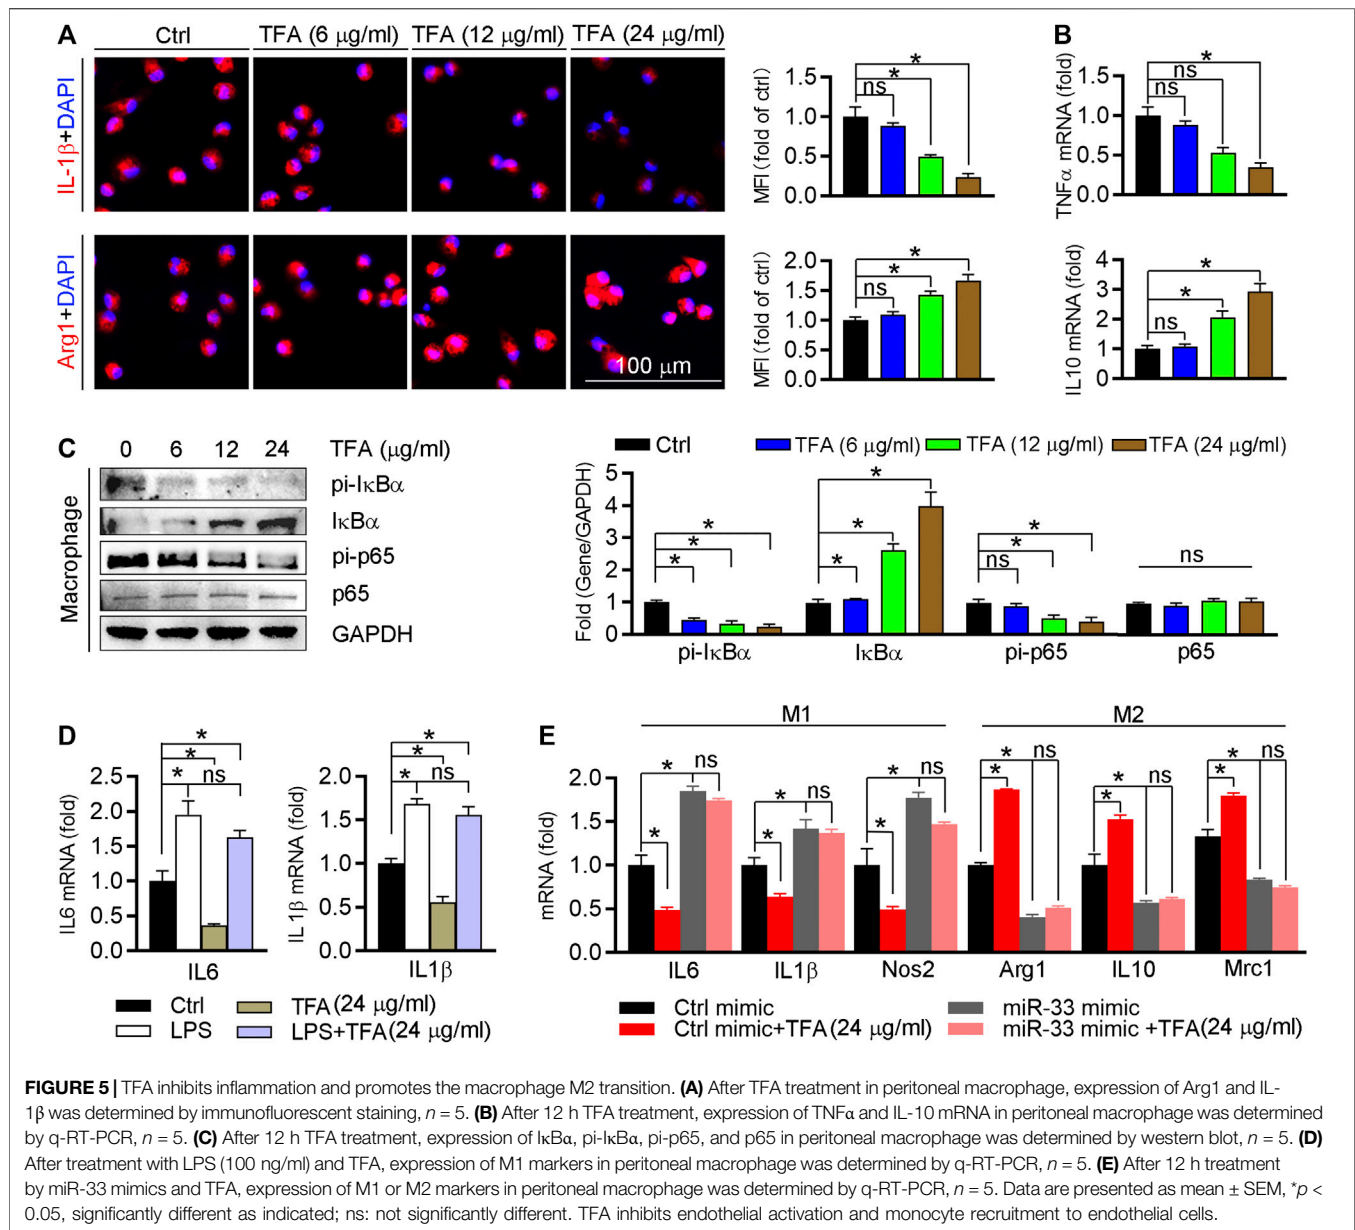 A
Ctrl
TFA (6 μg/ml)
TFA (12 μg/ml)
TFA (24 μg/ml)
IL-1β+DAPI
Arg1+DAPI
100 μm
MFI (fold of ctrl)
1.5
1.0
0.5
0.0
ns
*
*
MFI (fold of ctrl)
2.0
1.5
1.0
0.5
0.0
ns
*
*
B
TNFα mRNA (fold)
1.5
1.0
0.5
0.0
ns
ns
*
IL10 mRNA (fold)
4
3
2
1
0
ns
*
*
C
0 6 12 24 TFA (μg/ml)
Macrophage
pi-IκBα
IκBα
pi-p65
p65
GAPDH
Ctrl
TFA (6 μg/ml)
TFA (12 μg/ml)
TFA (24 μg/ml)
Fold (Gene/GAPDH)
5
4
3
2
1
0
* * *
* * *
ns * *
ns
pi-IκBα IκBα pi-p65 p65
D
IL6 mRNA (fold)
2.5
2.0
1.5
1.0
0.5
0.0
*
*
* ns
IL6
IL 1β mRNA (fold)
2.0
1.5
1.0
0.5
0.0
*
*
* ns
IL1β
Ctrl
TFA (24 μg/ml)
LPS
LPS+TFA (24 μg/ml)
E
M1 M2
mRNA (fold)
2.0
1.5
1.0
0.5
0.0
* * ns
* * ns
* * ns
* * ns
* * ns
* * ns
IL6 IL1β Nos2 Arg1 IL10 Mrc1
Ctrl mimic
miR-33 mimic
Ctrl mimic+TFA (24 μg/ml)
miR-33 mimic +TFA(24 μg/ml)
FIGURE 5 | TFA inhibits inflammation and promotes the macrophage M2 transition. (A) After TFA treatment in peritoneal macrophage, expression of Arg1 and IL-
1β was determined by immunofluorescent staining, n = 5. (B) After 12 h TFA treatment, expression of TNFα and IL-10 mRNA in peritoneal macrophage was determined
by q-RT-PCR, n = 5. (C) After 12 h TFA treatment, expression of IκBα, pi-IκBα, pi-p65, and p65 in peritoneal macrophage was determined by western blot, n = 5. (D)
After treatment with LPS (100 ng/ml) and TFA, expression of M1 markers in peritoneal macrophage was determined by q-RT-PCR, n = 5. (E) After 12 h treatment
by miR-33 mimics and TFA, expression of M1 or M2 markers in peritoneal macrophage was determined by q-RT-PCR, n = 5. Data are presented as mean ± SEM, *p <
0.05, significantly different as indicated; ns: not significantly different. TFA inhibits endothelial activation and monocyte recruitment to endothelial cells.